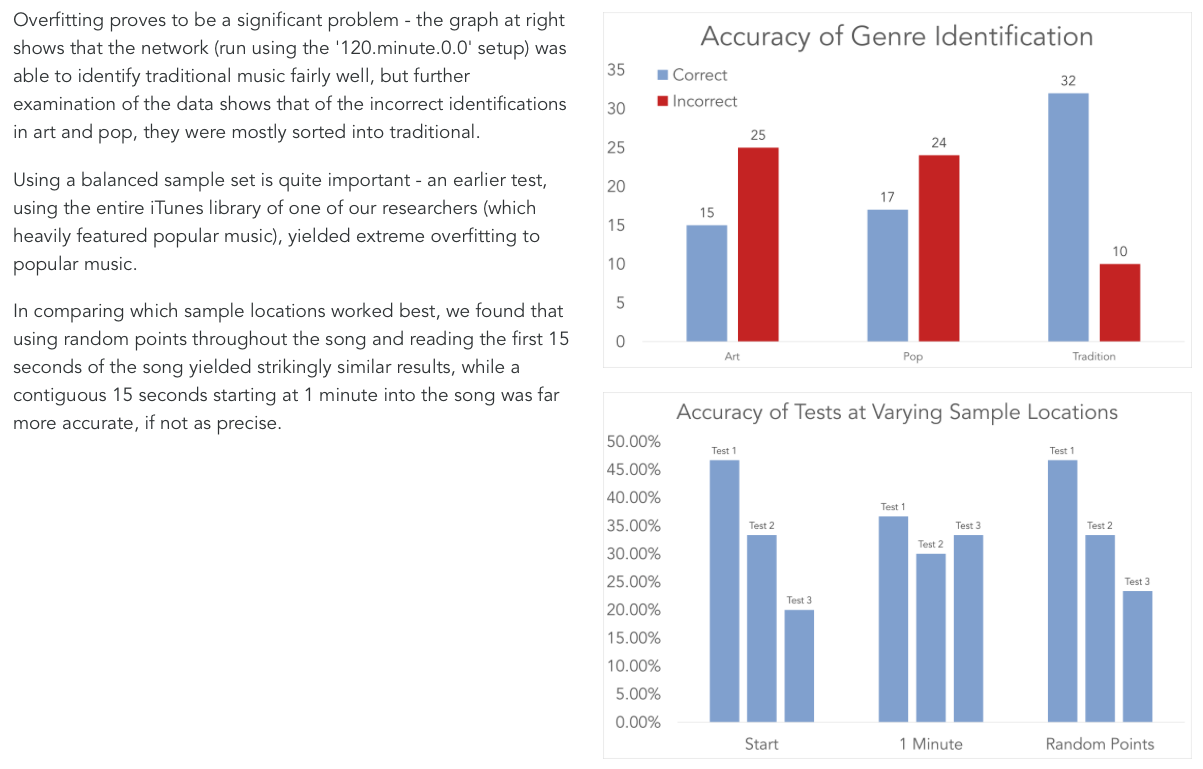 Overfitting proves to be a significant problem - the graph at right
shows that the network (run using the '120.minute.0.0' setup) was
able to identify traditional music fairly well, but further
examination of the data shows that of the incorrect identifications
in art and pop, they were mostly sorted into traditional.
Using a balanced sample set is quite important - an earlier test,
using the entire iTunes library of one of our researchers (which
heavily featured popular music), yielded extreme overfitting to
popular music.
In comparing which sample locations worked best, we found that
using random points throughout the song and reading the first 15
seconds of the song yielded strikingly similar results, while a
contiguous 15 seconds starting at 1 minute into the song was far
more accurate, if not as precise.
Accuracy of Genre Identification
Correct
Incorrect
35
30
25
20
15
10
5
0
15
25
17
24
32
10
Art
Pop
Tradition
Accuracy of Tests at Varying Sample Locations
50.00%
45.00%
40.00%
35.00%
30.00%
25.00%
20.00%
15.00%
10.00%
5.00%
0.00%
Test 1
Test 2
Test 3
Test 1
Test 2
Test 3
Test 1
Test 2
Test 3
Start
1 Minute
Random Points